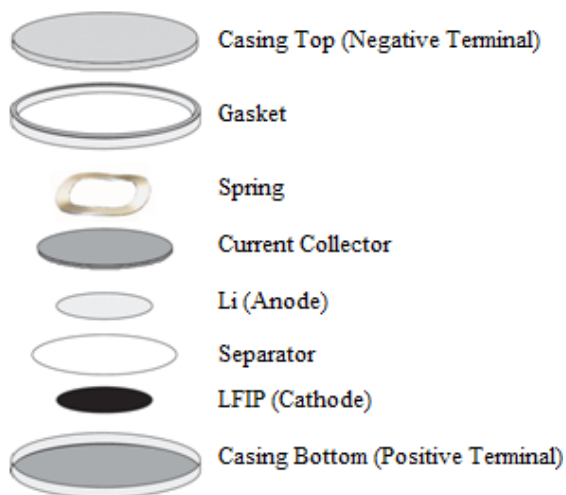 Casing Top (Negative Terminal)
Gasket
Spring
Current Collector
Li (Anode)
Separator
LFIP (Cathode)
Casing Bottom (Positive Terminal)